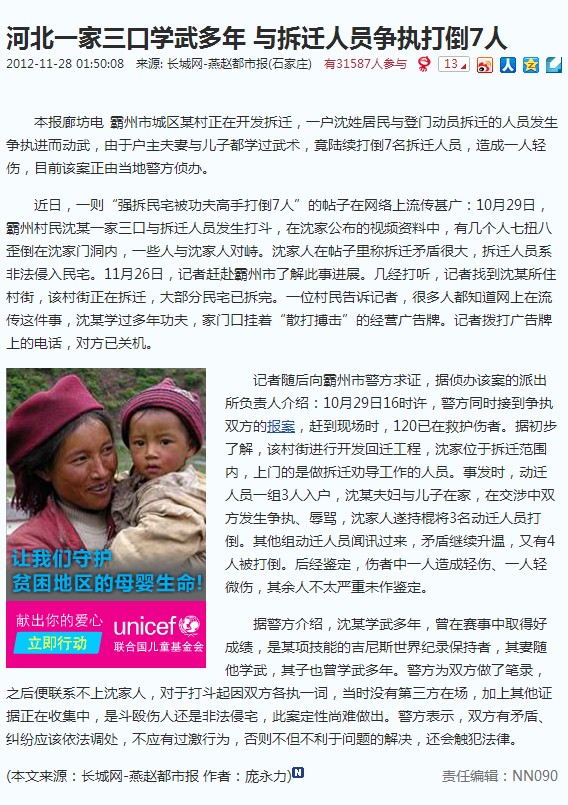 河北一家三口学武多年 与拆迁人员争执打倒7人
2012-11-28 01:50:08 来源: 长城网-燕赵都市报(石家庄) 有31587人参与 13
本报廊坊电 霸州市城区某村正在开发拆迁，一户沈姓居民与登门动员拆迁的人员发生
争执进而动武，由于户主夫妻与儿子都学过武术，竟陆续打倒7名拆迁人员，造成一人轻
伤，目前该案正由当地警方侦办。
近日，一则“强拆民宅被功夫高手打倒7人”的帖子在网络上流传甚广：10月29日，
霸州村民沈某一家三口与拆迁人员发生打斗，在沈家公布的视频资料中，有几个人七扭八
歪倒在沈家门洞内，一些人与沈家人对峙。沈家人在帖子里称拆迁矛盾很大，拆迁人员系
非法侵入民宅。11月26日，记者赶赴霸州市了解此事进展。几经打听，记者找到沈某所住
村街，该村街正在拆迁，大部分民宅已拆完。一位村民告诉记者，很多人都知道网上在流
传这件事，沈某学过多年功夫，家门口挂着“散打搏击”的经营广告牌。记者拨打广告牌
上的电话，对方已关机。
记者随后向霸州市警方求证，据侦办该案的派出
所负责人介绍：10月29日16时许，警方同时接到争执
双方的报案，赶到现场时，120已在救护伤者。据初步
了解，该村街进行开发回迁工程，沈家位于拆迁范围
内，上门的是做拆迁劝导工作的人员。事发时，动迁
人员一组3人入户，沈某夫妇与儿子在家，在交涉中双
方发生争执、辱骂，沈家人遂持棍将3名动迁人员打
倒。其他组动迁人员闻讯过来，矛盾继续升温，又有4
人被打倒。后经鉴定，伤者中一人造成轻伤、一人轻
微伤，其余人不太严重未作鉴定。
让我们守护
贫困地区的母婴生命!
献出你的爱心
立即行动
unicef
联合国儿童基金会
据警方介绍，沈某学武多年，曾在赛事中取得好
成绩，是某项技能的吉尼斯世界纪录保持者，其妻随
他学武，其子也曾学武多年。警方为双方做了笔录，
之后便联系不上沈家人，对于打斗起因双方各执一词，当时没有第三方在场，加上其他证
据正在收集中，是斗殴伤人还是非法侵宅，此案定性尚难做出。警方表示，双方有矛盾、
纠纷应该依法调处，不应有过激行为，否则不但不利于问题的解决，还会触犯法律。
(本文来源：长城网-燕赵都市报 作者：庞永力) N 责任编辑：NN090